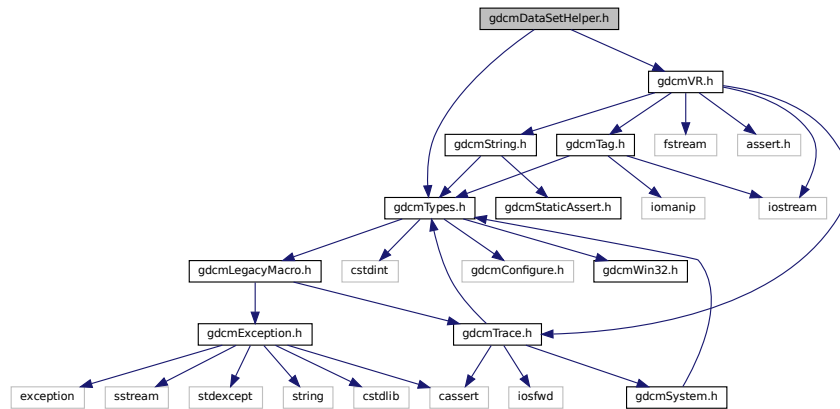 gdcmDataSetHelper.h
gdcmVR.h
gdcmString.h
gdcmTag.h
fstream
assert.h
gdcmTypes.h
gdcmStaticAssert.h
iomanip
iostream
gdcmLegacyMacro.h
cstdint
gdcmConfigure.h
gdcmWin32.h
gdcmException.h
gdcmTrace.h
exception
sstream
stdexcept
string
cstdlib
cassert
iosfwd
gdcmSystem.h